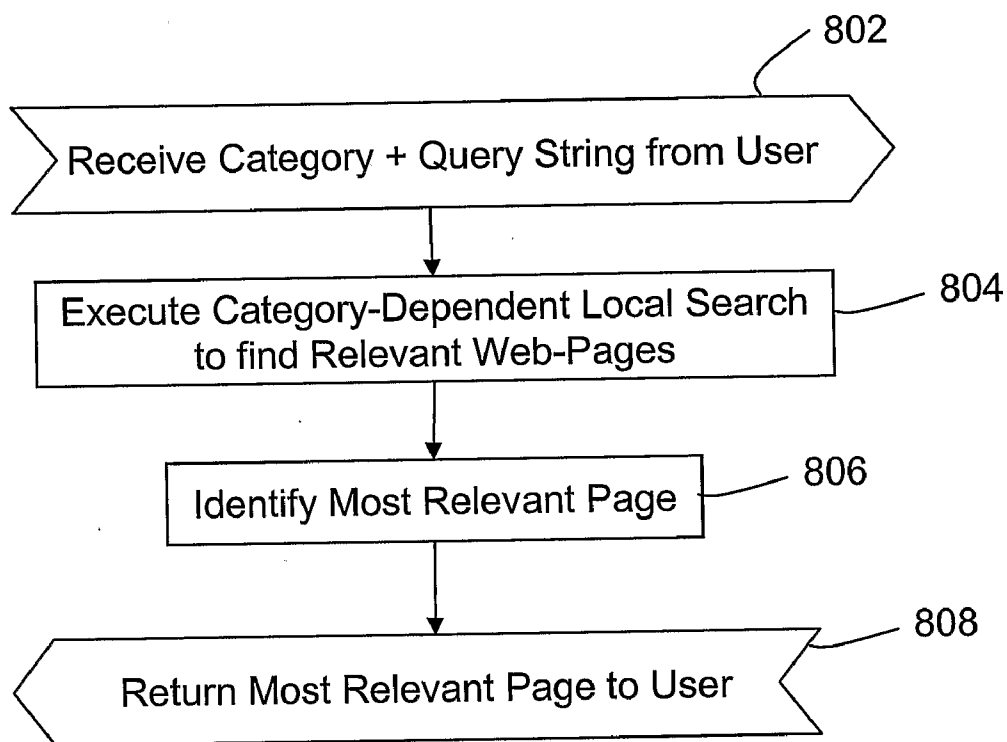 802
Receive Category + Query String from User
804
Execute Category-Dependent Local Search
to find Relevant Web-Pages
806
Identify Most Relevant Page
808
Return Most Relevant Page to User